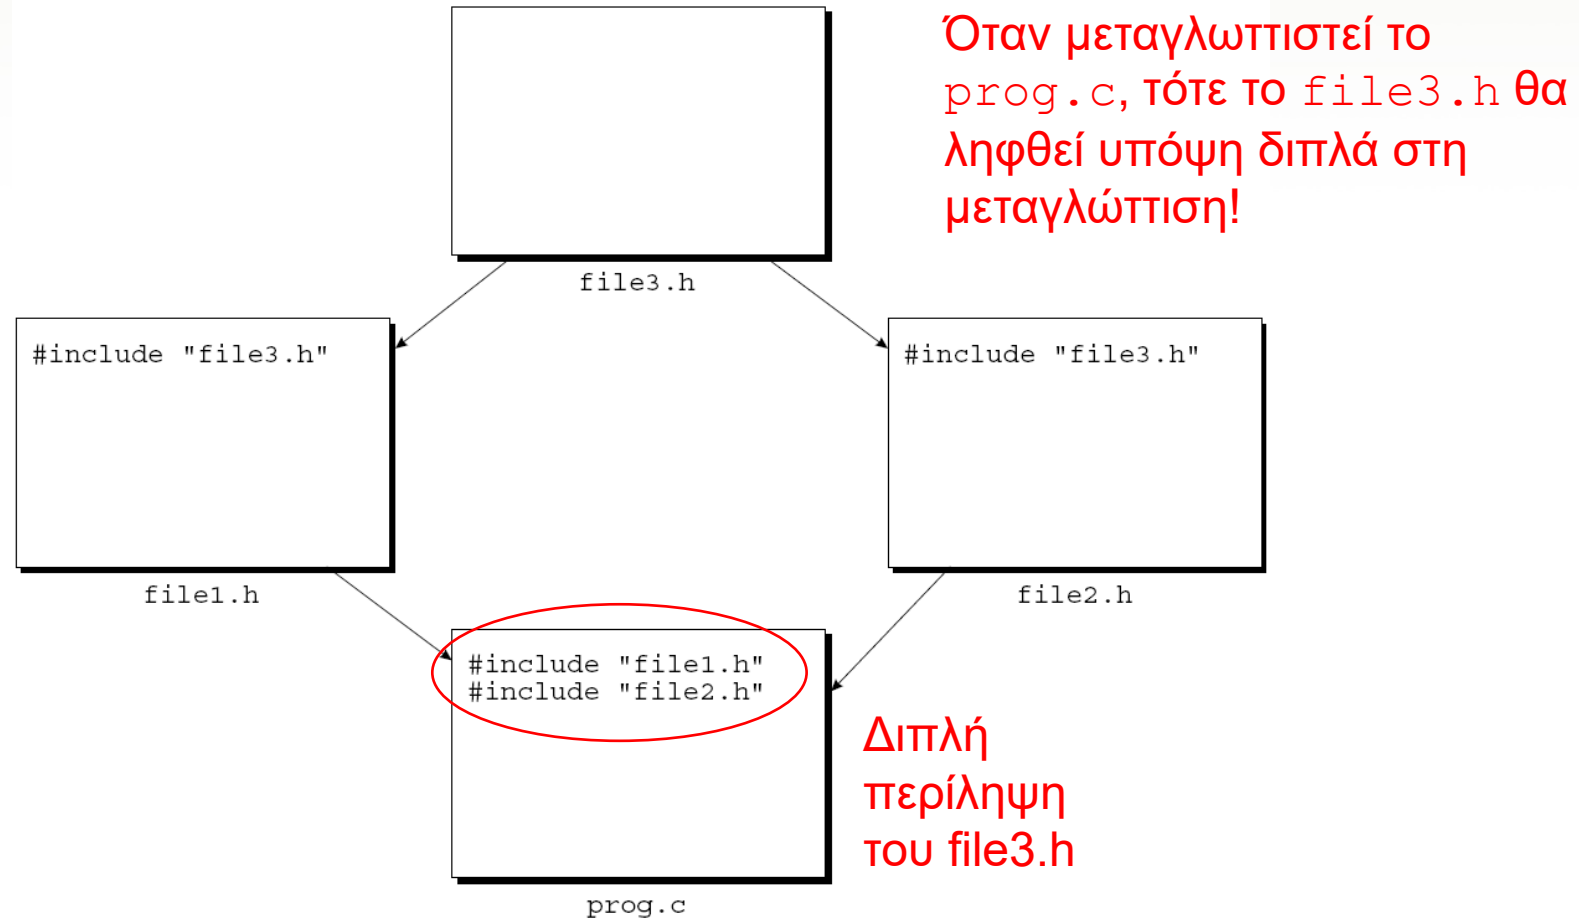 Όταν μεταγλωττιστεί το
prog.c, τότε το file3.h θα
ληφθεί υπόψη διπλά στη
μεταγλώττιση!
file3.h
#include "file3.h"
#include "file3.h"
file1.h
file2.h
#include "file1.h"
#include "file2.h"
Διπλή
περίληψη
του file3.h
prog.c